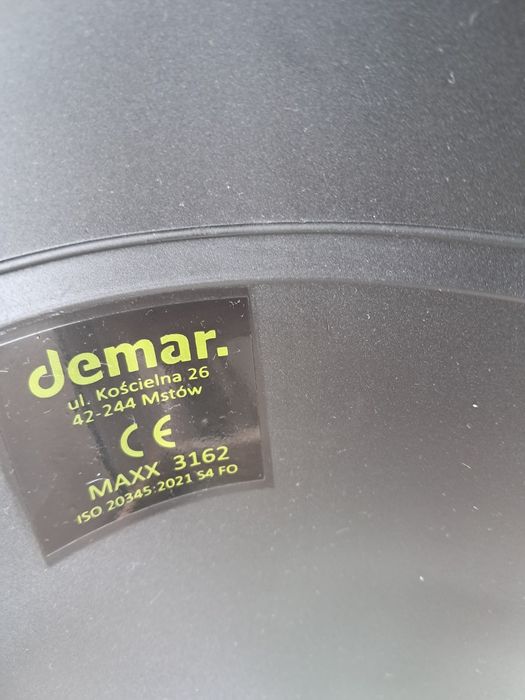 demar.
ul. Kościelna 26
42-244 Mstów
CE
MAXX 3162
ISO 20345:2021 S4 FO